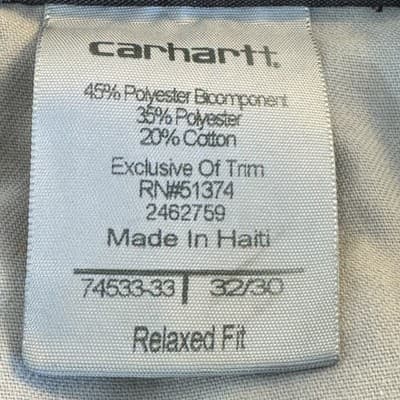 carhartt.
45% Polyester Bicomponent
35% Polyester
20% Cotton
Exclusive Of Trim
RN#51374
2462759
Made In Haiti
74533-33 | 32/30
Relaxed Fit